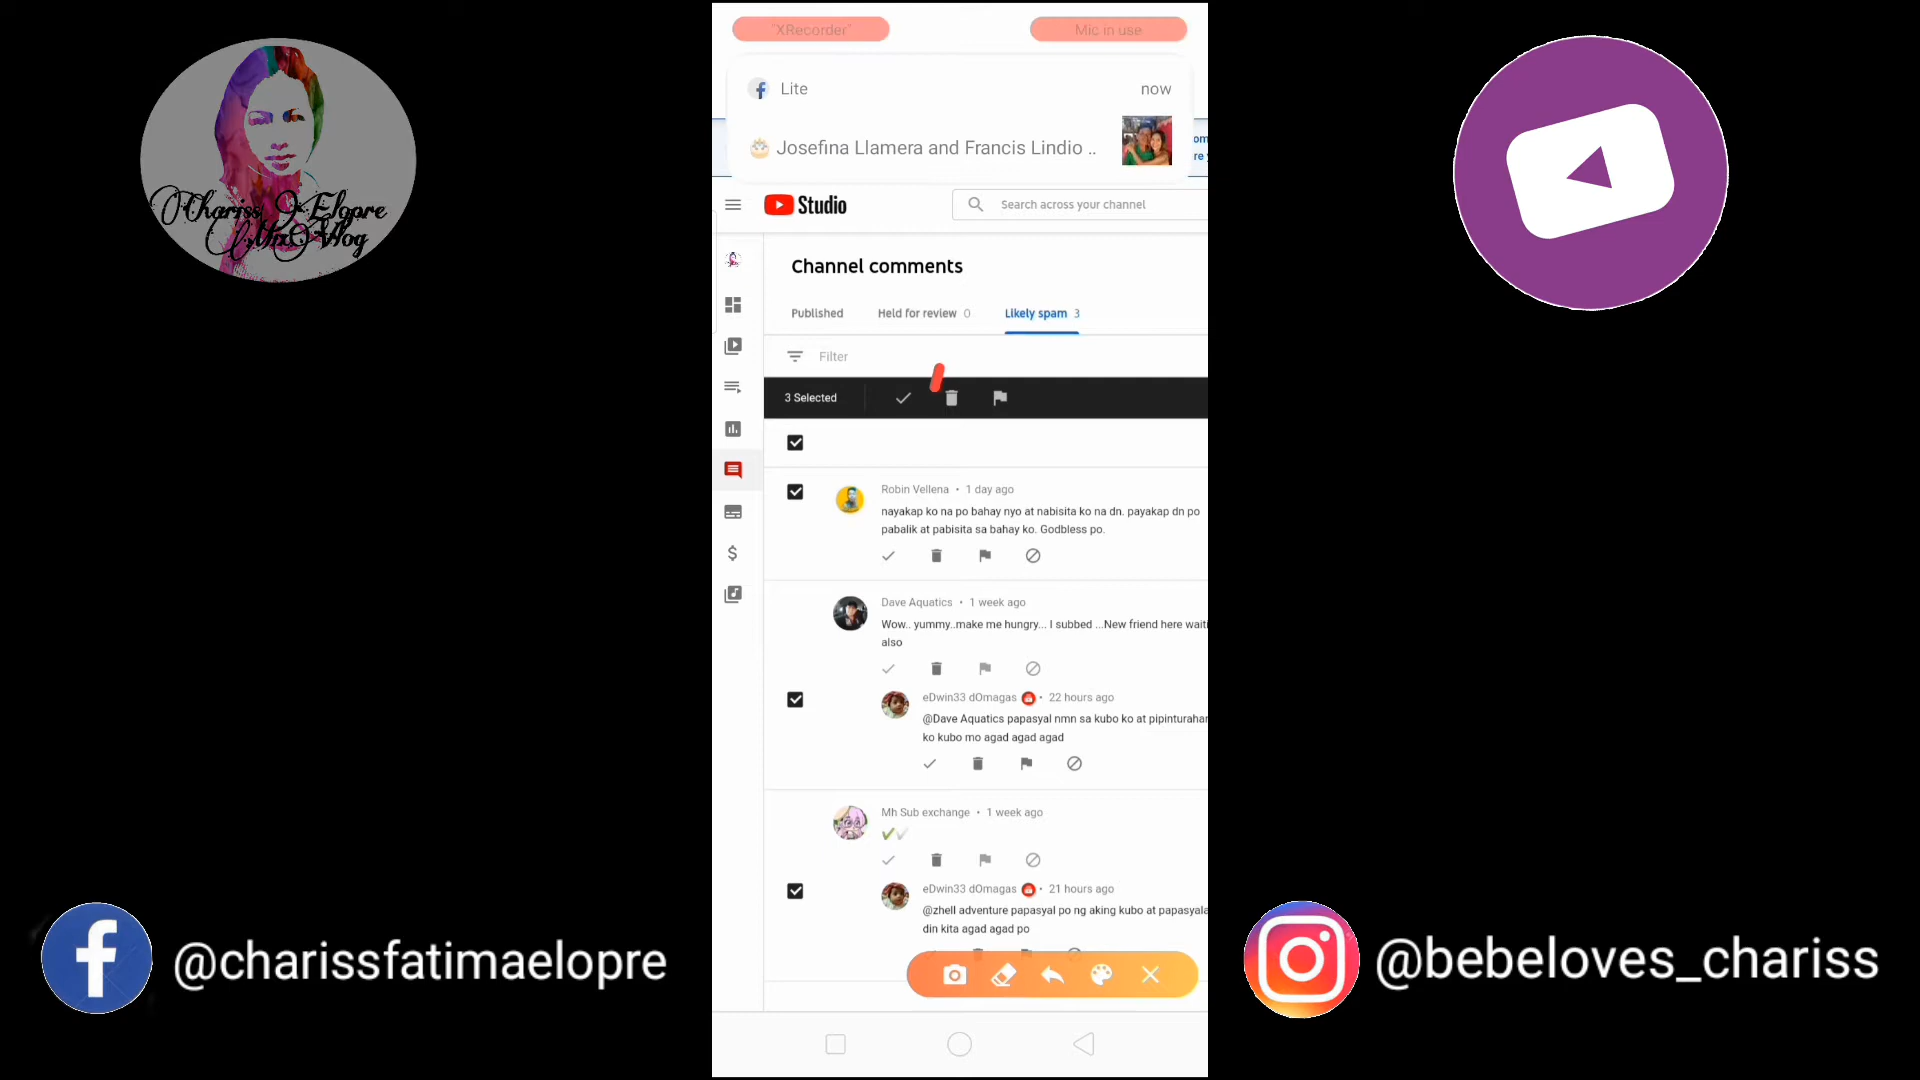 "XRecorder"
Mic in use
Lite
now
Josefina Llamera and Francis Lindio ..
Studio
Search across your channel
Channel comments
Published
Held for review 0
Likely spam 3
Filter
3 Selected
Robin Vellena • 1 day ago
nayakap ko na po bahay nyo at nabisita ko na dn. payakap dn po
pabalik at pabisita sa bahay ko. Godbless po.
Dave Aquatics • 1 week ago
Wow.. yummy..make me hungry... I subbed ...New friend here waiti
also
eDwin33 dOmagas • 22 hours ago
@Dave Aquatics papasyal nmn sa kubo ko at pipinturahan
ko kubo mo agad agad agad
Mh Sub exchange • 1 week ago
eDwin33 dOmagas • 21 hours ago
@zhell adventure papasyal po ng aking kubo at papasyala
din kita agad agad po
Chariss Elopre
Mix Vlog
@charissfatimaelopre
@bebeloves_chariss